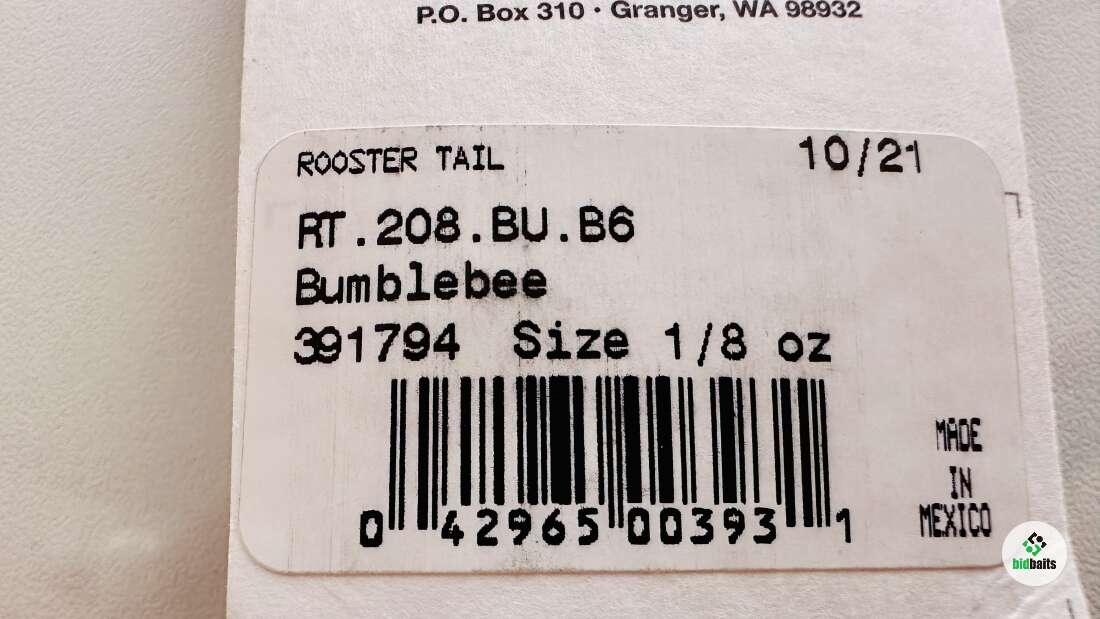 P.O. Box 310 · Granger, WA 98932
ROOSTER TAIL 10/21
RT.208.BU.B6
Bumblebee
391794 Size 1/8 oz
0 42965 00393 1
MADE
IN
MEXICO
bidbaits